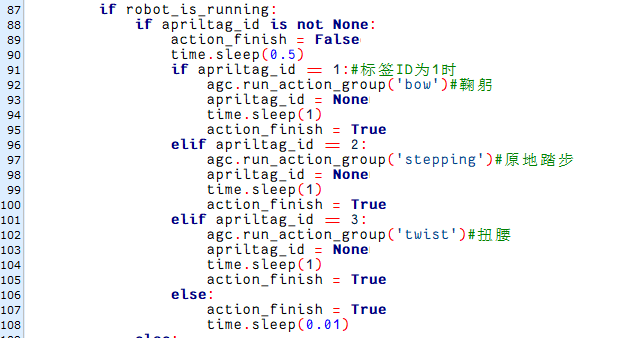 87 if robot_is_running:
88 if apriltag_id is not None:
89 action_finish = False
90 time.sleep(0.5)
91 if apriltag_id == 1:#标签ID为1时
92 agc.run_action_group('bow')#鞠躬
93 apriltag_id = None
94 time.sleep(1)
95 action_finish = True
96 elif apriltag_id == 2:
97 agc.run_action_group('stepping')#原地踏步
98 apriltag_id = None
99 time.sleep(1)
100 action_finish = True
101 elif apriltag_id == 3:
102 agc.run_action_group('twist')#扭腰
103 apriltag_id = None
104 time.sleep(1)
105 action_finish = True
106 else:
107 action_finish = True
108 time.sleep(0.01)